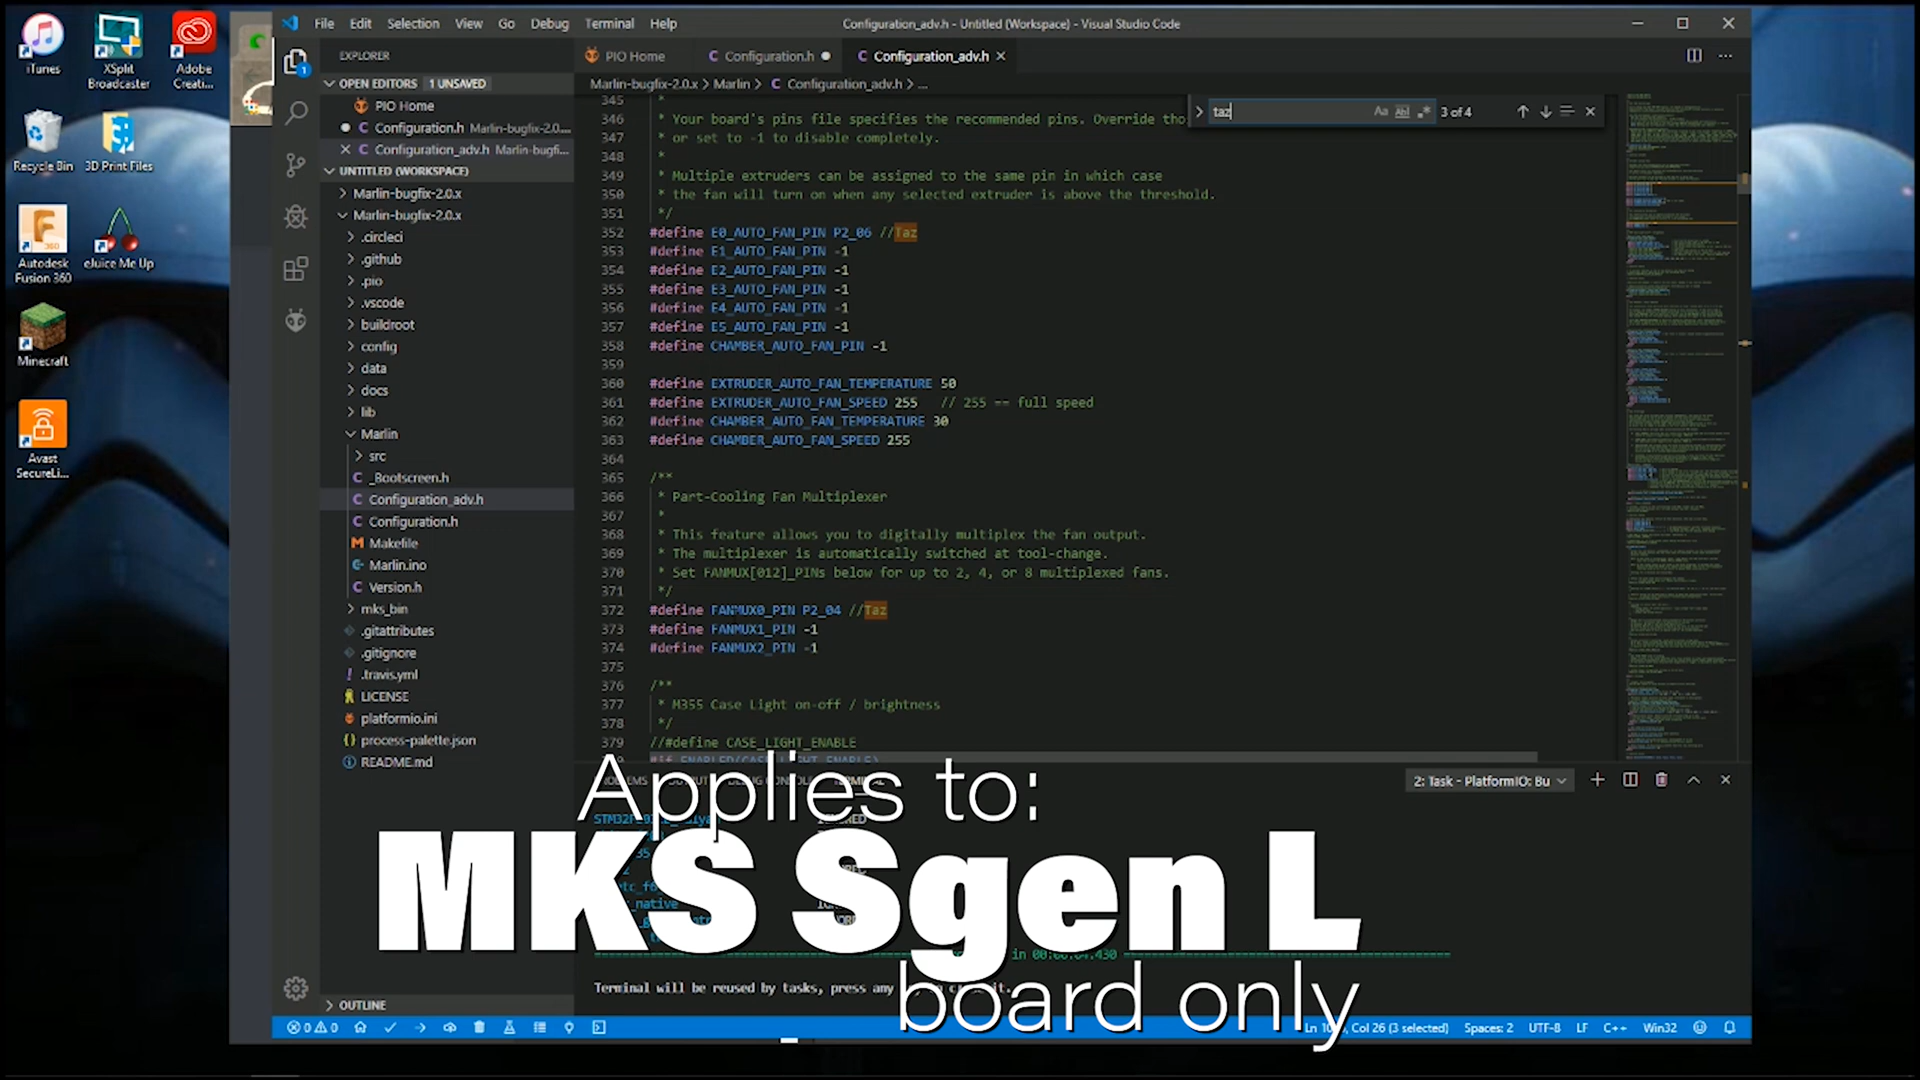 iTunes
XSplit
Broadcaster
Adobe
Creati...
Recycle Bin
3D Print Files
Autodesk
Fusion 360
eJuice Me Up
Minecraft
Avast
SecureLi...
File Edit Selection View Go Debug Terminal Help
Configuration_adv.h - Untitled (Workspace) - Visual Studio Code
EXPLORER
OPEN EDITORS 1 UNSAVED
PIO Home
Configuration.h Marlin-bugfix-2.0....
Configuration_adv.h Marlin-bugfi...
UNTITLED (WORKSPACE)
Marlin-bugfix-2.0.x
Marlin-bugfix-2.0.x
.circleci
.github
.pio
.vscode
buildroot
config
data
docs
lib
Marlin
src
_Bootscreen.h
Configuration_adv.h
Configuration.h
Makefile
Marlin.ino
Version.h
mks_bin
.gitattributes
.gitignore
.travis.yml
LICENSE
platformio.ini
process-palette.json
README.md
OUTLINE
PIO Home
Configuration.h
Configuration_adv.h
Marlin-bugfix-2.0.x > Marlin > Configuration_adv.h > ...
taz
3 of 4
345 *
346 * Your board's pins file specifies the recommended pins. Override tho
347 * or set to -1 to disable completely.
348 *
349 * Multiple extruders can be assigned to the same pin in which case
350 * the fan will turn on when any selected extruder is above the threshold.
351 */
352 #define E0_AUTO_FAN_PIN P2_06 //Taz
353 #define E1_AUTO_FAN_PIN -1
354 #define E2_AUTO_FAN_PIN -1
355 #define E3_AUTO_FAN_PIN -1
356 #define E4_AUTO_FAN_PIN -1
357 #define E5_AUTO_FAN_PIN -1
358 #define CHAMBER_AUTO_FAN_PIN -1
359
360 #define EXTRUDER_AUTO_FAN_TEMPERATURE 50
361 #define EXTRUDER_AUTO_FAN_SPEED 255 // 255 == full speed
362 #define CHAMBER_AUTO_FAN_TEMPERATURE 30
363 #define CHAMBER_AUTO_FAN_SPEED 255
364
365 /**
366 * Part-Cooling Fan Multiplexer
367 *
368 * This feature allows you to digitally multiplex the fan output.
369 * The multiplexer is automatically switched at tool-change.
370 * Set FANMUX[012]_PINs below for up to 2, 4, or 8 multiplexed fans.
371 */
372 #define FANMUX0_PIN P2_04 //Taz
373 #define FANMUX1_PIN -1
374 #define FANMUX2_PIN -1
375
376 /**
377 * M355 Case Light on-off / brightness
378 */
379 //#define CASE_LIGHT_ENABLE
2: Task - PlatformIO: Bu
Applies to:
MKS Sgen L
board only
Terminal will be reused by tasks, press any
Col 26 (3 selected) Spaces: 2 UTF-8 LF C++ Win32